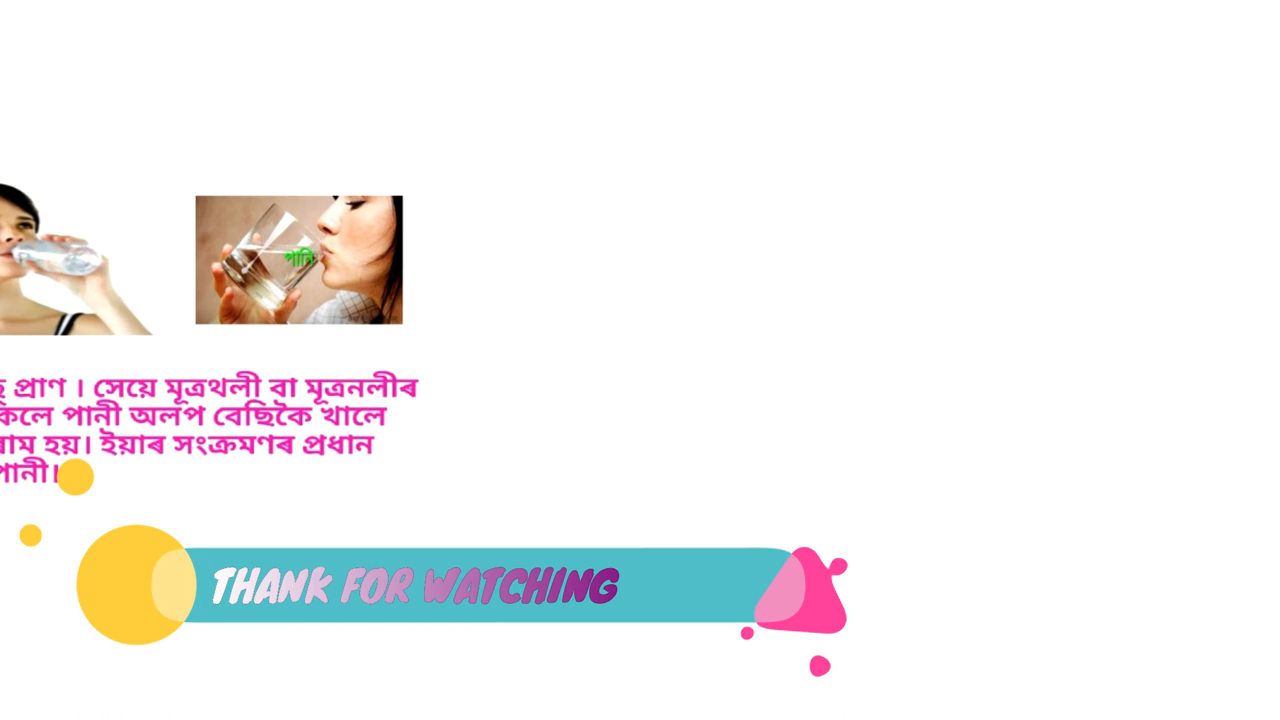 পানি
প্ৰাণ । সেয়ে মূত্ৰথলী বা মূত্ৰনলীৰ
পানী অলপ বেছিকৈ খালে
হয়। ইয়াৰ সংক্ৰমণৰ প্ৰধান
পানী।
THANK FOR WATCHING